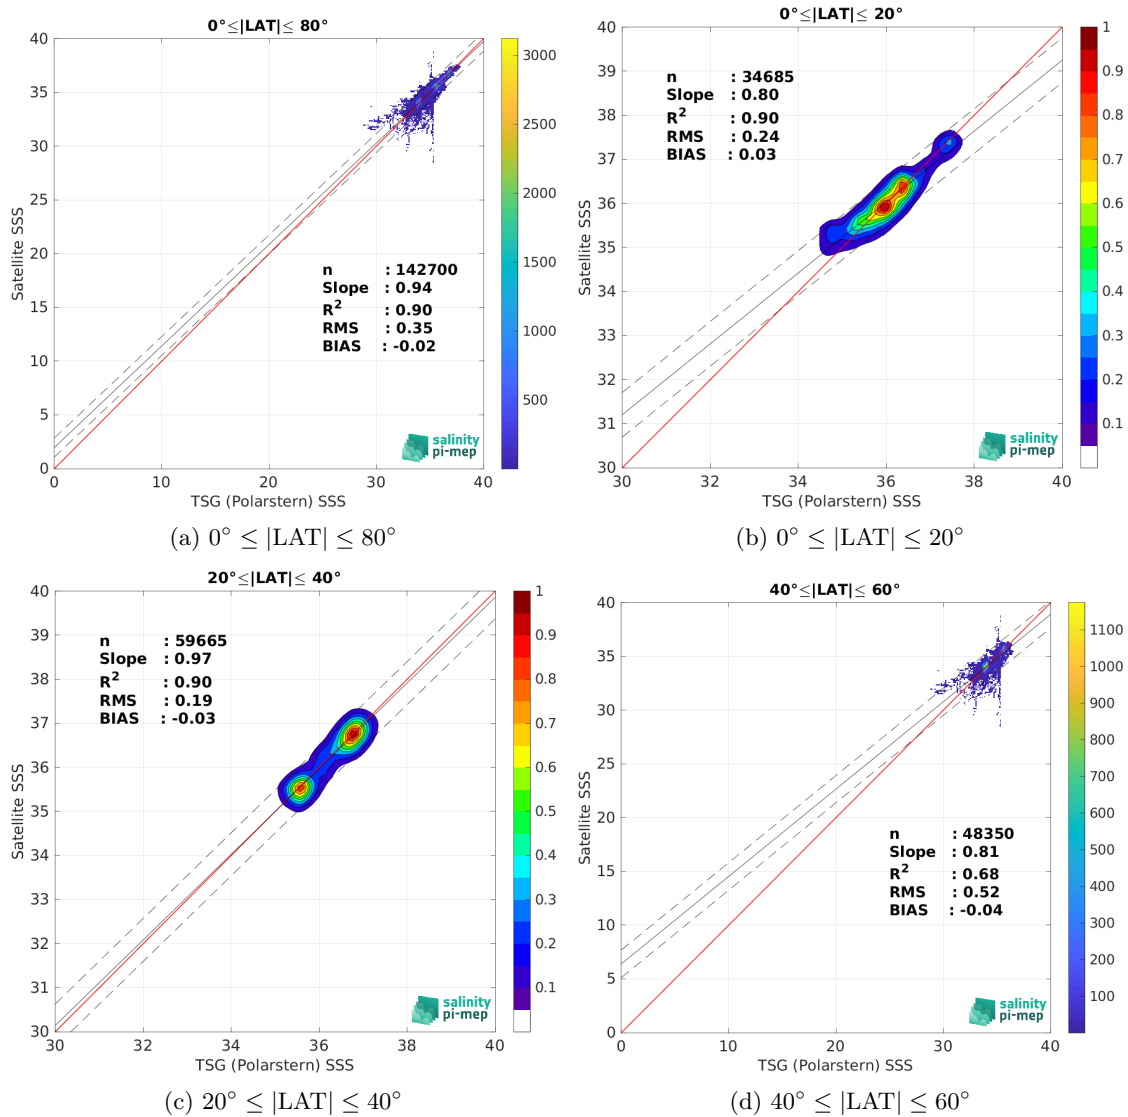 0°≤|LAT|≤ 80°
40
35
30
25
20
15
10
5
0
Satellite SSS
n : 142700
Slope : 0.94
R² : 0.90
RMS : 0.35
BIAS : -0.02
salinity
pi-mep
0 10 20 30 40
TSG (Polarstern) SSS
3000
2500
2000
1500
1000
500
(a) 0° ≤ |LAT| ≤ 80°
0°≤|LAT|≤ 20°
40
39
38
37
36
35
34
33
32
31
30
Satellite SSS
n : 34685
Slope : 0.80
R² : 0.90
RMS : 0.24
BIAS : 0.03
salinity
pi-mep
30 32 34 36 38 40
TSG (Polarstern) SSS
1
0.9
0.8
0.7
0.6
0.5
0.4
0.3
0.2
0.1
(b) 0° ≤ |LAT| ≤ 20°
20°≤|LAT|≤ 40°
40
39
38
37
36
35
34
33
32
31
30
Satellite SSS
n : 59665
Slope : 0.97
R² : 0.90
RMS : 0.19
BIAS : -0.03
salinity
pi-mep
30 32 34 36 38 40
TSG (Polarstern) SSS
1
0.9
0.8
0.7
0.6
0.5
0.4
0.3
0.2
0.1
(c) 20° ≤ |LAT| ≤ 40°
40°≤|LAT|≤ 60°
40
35
30
25
20
15
10
5
0
Satellite SSS
n : 48350
Slope : 0.81
R² : 0.68
RMS : 0.52
BIAS : -0.04
salinity
pi-mep
0 10 20 30 40
TSG (Polarstern) SSS
1100
1000
900
800
700
600
500
400
300
200
100
(d) 40° ≤ |LAT| ≤ 60°